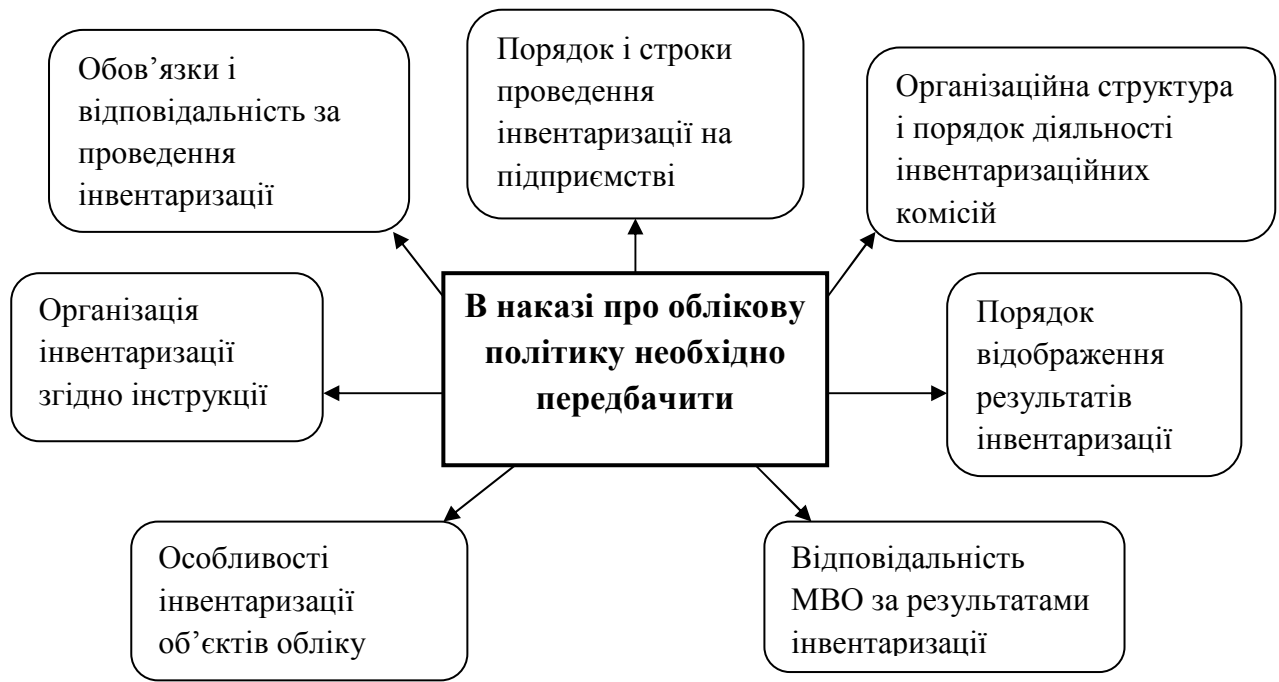 Обов’язки і
відповідальність за
проведення
інвентаризації
Порядок і строки
проведення
інвентаризації на
підприємстві
Організаційна структура
і порядок діяльності
інвентаризаційних
комісій
Організація
інвентаризації
згідно інструкції
В наказі про облікову
політику необхідно
передбачити
Порядок
відображення
результатів
інвентаризації
Особливості
інвентаризації
об’єктів обліку
Відповідальність
МВО за результатами
інвентаризації